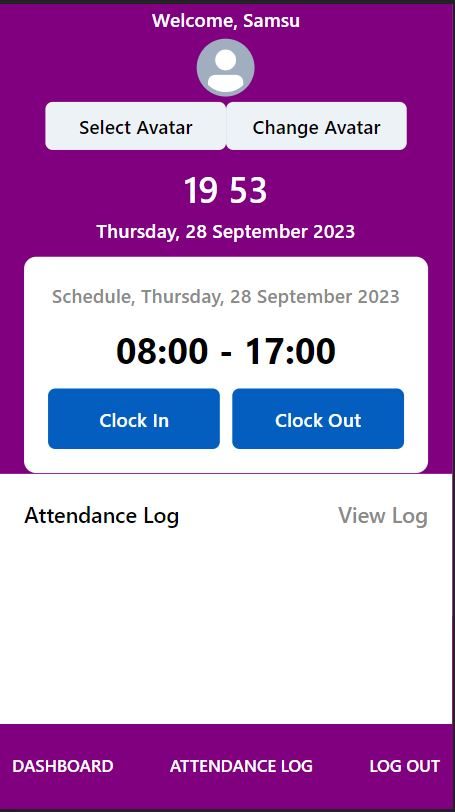 Welcome, Samsu
Select Avatar Change Avatar
19 53
Thursday, 28 September 2023
Schedule, Thursday, 28 September 2023
08:00 - 17:00
Clock In Clock Out
Attendance Log View Log
DASHBOARD ATTENDANCE LOG LOG OUT